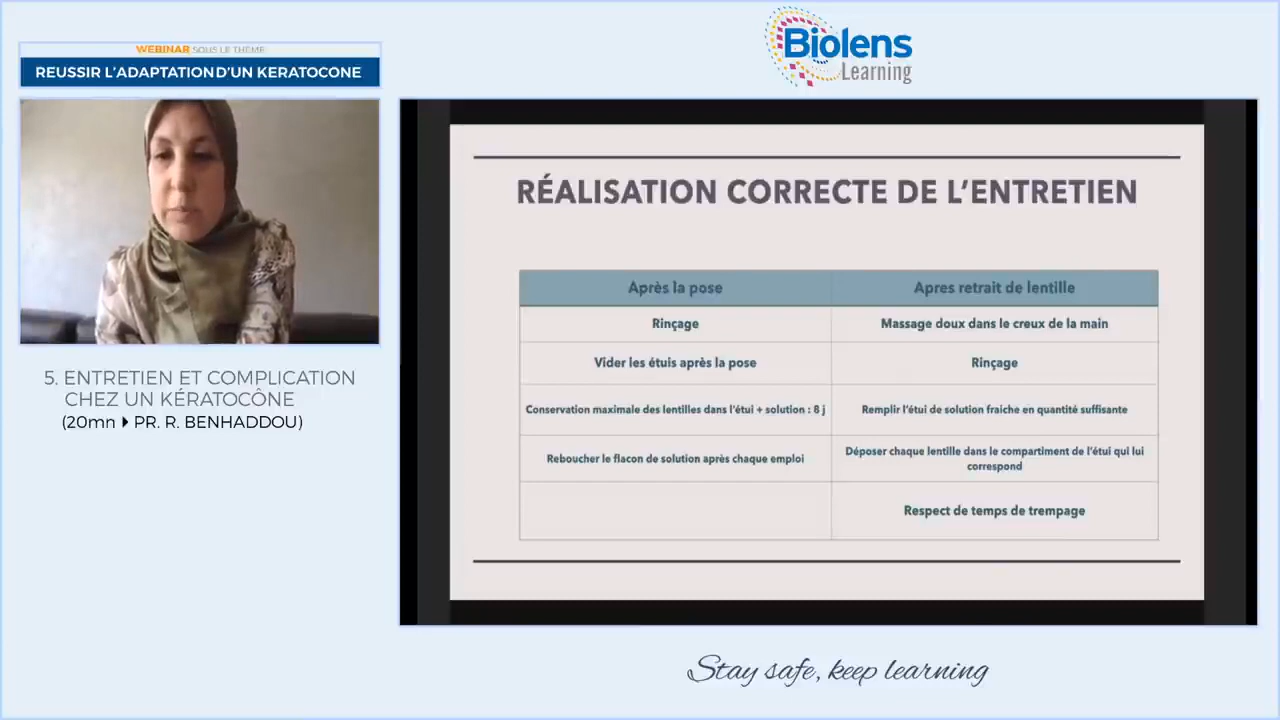 Biolens
Learning
WEBINAR SOUS LE THEME
REUSSIR L'ADAPTATION D'UN KERATOCONE
5. ENTRETIEN ET COMPLICATION
CHEZ UN KÉRATOCÔNE
(20mn PR. R. BENHADDOU)
RÉALISATION CORRECTE DE L'ENTRETIEN
Après la pose
Apres retrait de lentille
Rinçage
Massage doux dans le creux de la main
Vider les étuis après la pose
Rinçage
Conservation maximale des lentilles dans l'étui + solution : 8 j
Remplir l'étui de solution fraiche en quantité suffisante
Reboucher le flacon de solution après chaque emploi
Déposer chaque lentille dans le compartiment de l'étui qui lui
correspond
Respect de temps de trempage
Stay safe, keep learning